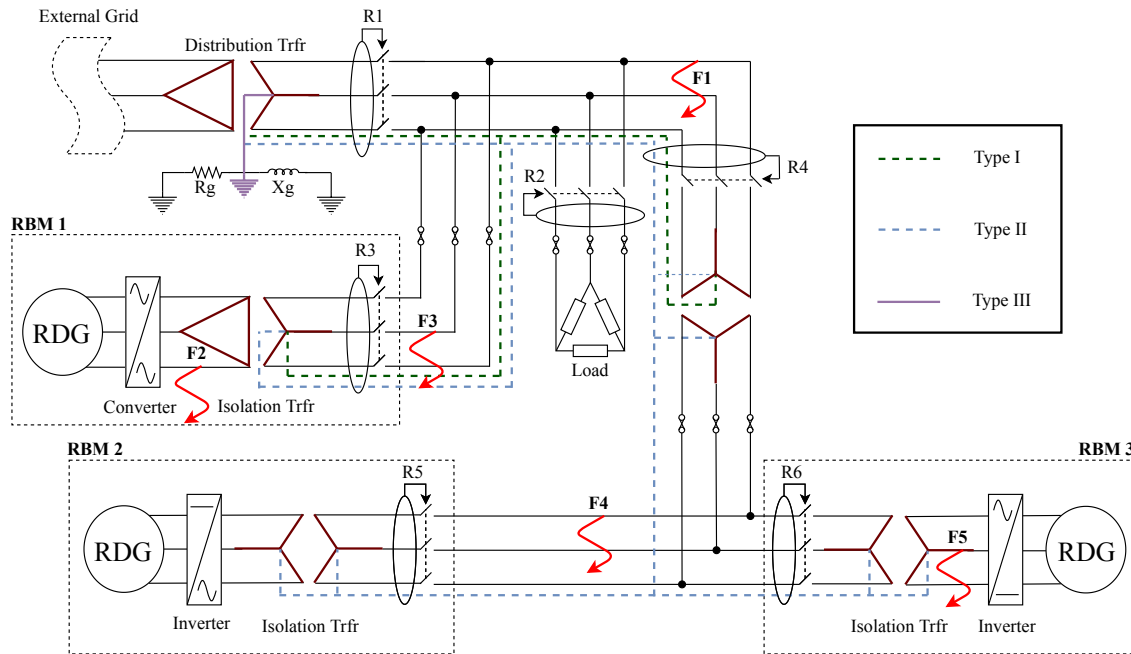 External Grid
Distribution Trfr
R1
F1
Rg
Xg
R2
R4
Type I
Type II
Type III
RBM 1
R3
RDG
F2
F3
Converter
Isolation Trfr
Load
RBM 2
RBM 3
R5
R6
F4
F5
RDG
RDG
Inverter
Isolation Trfr
Isolation Trfr
Inverter